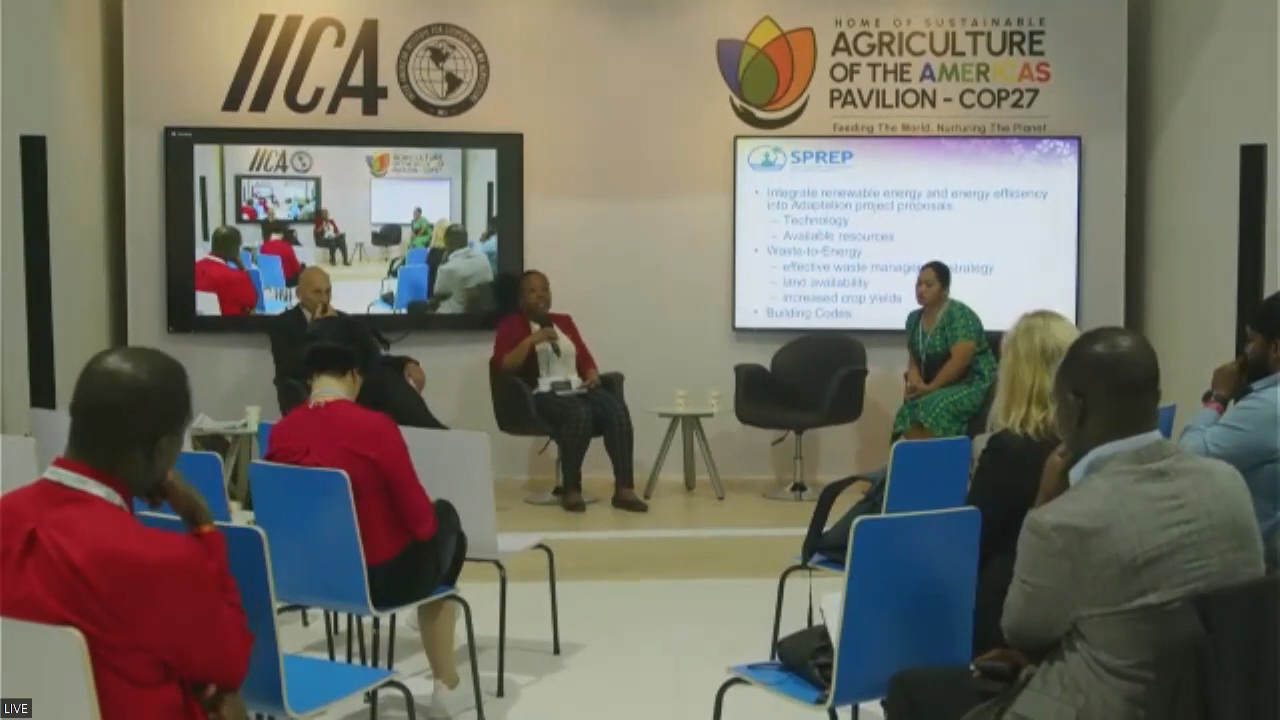 IICA
HOME OF SUSTAINABLE
AGRICULTURE
OF THE AMERICAS
PAVILION - COP27
Feeding The World, Nurturing The Planet
SPREP
• Integrate renewable energy and energy efficiency
into Adaptation project proposals
– Technology
– Available resources
• Waste-to-Energy
– effective waste management strategy
– land availability
– increased crop yields
• Building Codes
IICA
AGRICULTURE
LIVE